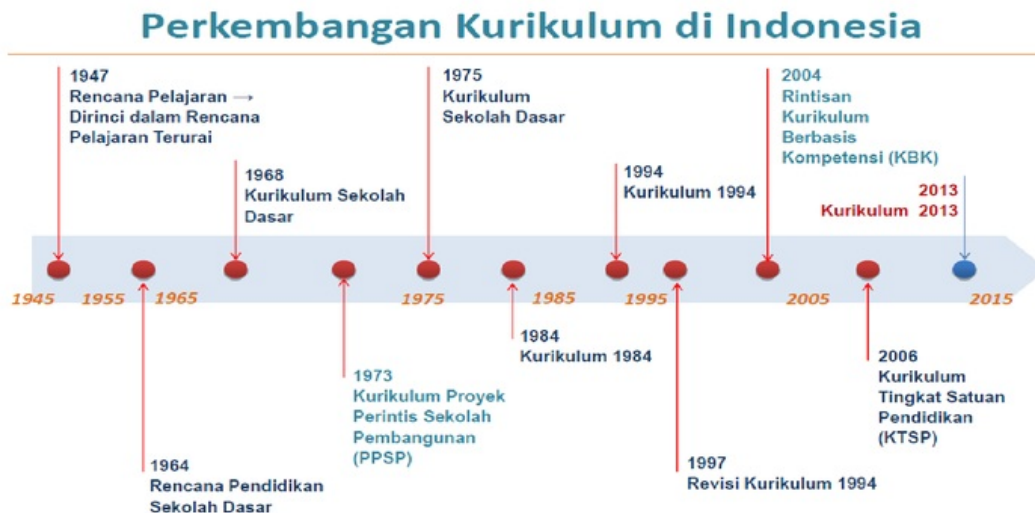 Perkembangan Kurikulum di Indonesia
1947
Rencana Pelajaran →
Dirinci dalam Rencana
Pelajaran Terurai
1975
Kurikulum
Sekolah Dasar
2004
Rintisan
Kurikulum
Berbasis
Kompetensi (KBK)
1968
Kurikulum Sekolah
Dasar
1994
Kurikulum 1994
2013
Kurikulum 2013
1945 1955 1965 1975 1985 1995 2005 2015
1984
Kurikulum 1984
2006
Kurikulum
Tingkat Satuan
Pendidikan
(KTSP)
1973
Kurikulum Proyek
Perintis Sekolah
Pembangunan
(PPSP)
1964
Rencana Pendidikan
Sekolah Dasar
1997
Revisi Kurikulum 1994